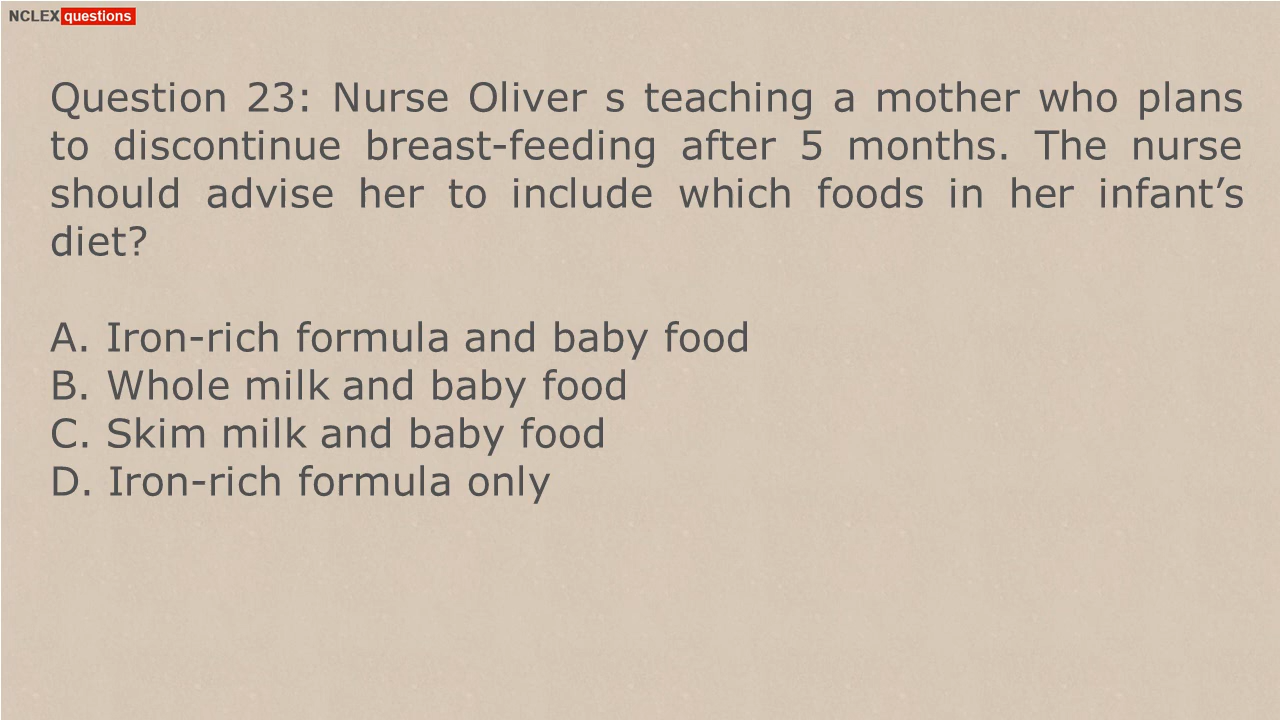 NCLEX questions
Question 23: Nurse Oliver s teaching a mother who plans
to discontinue breast-feeding after 5 months. The nurse
should advise her to include which foods in her infant’s
diet?
A. Iron-rich formula and baby food
B. Whole milk and baby food
C. Skim milk and baby food
D. Iron-rich formula only